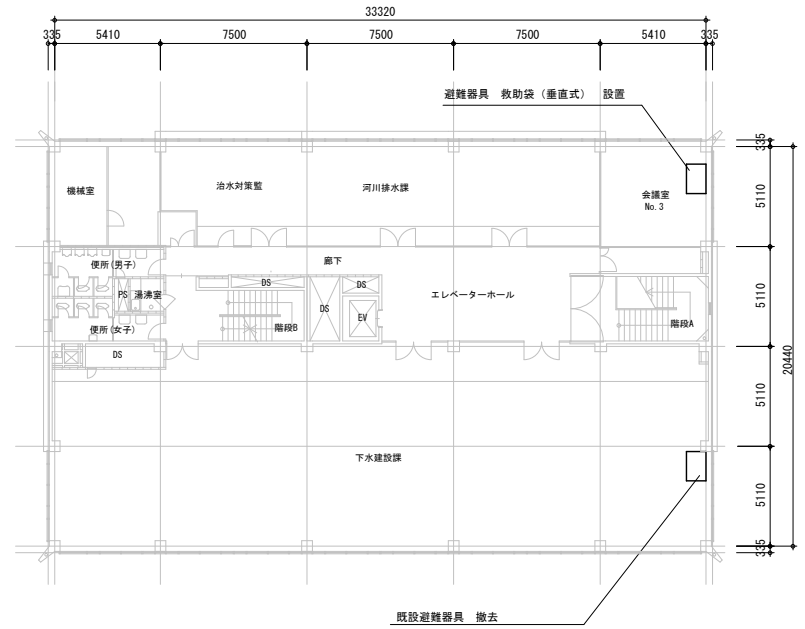 33320
335 5410 7500 7500 7500 5410 335
避難器具 救助袋(垂直式) 設置
335
機械室
治水対策監
河川排水課
会議室
No.3
5110
便所(男子)
廊下
DS
DS
PS 湯沸室
DS
エレベーターホール
EV
階段B
階段A
便所(女子)
DS
5110
20440
5110
下水建設課
5110
335
既設避難器具 撤去